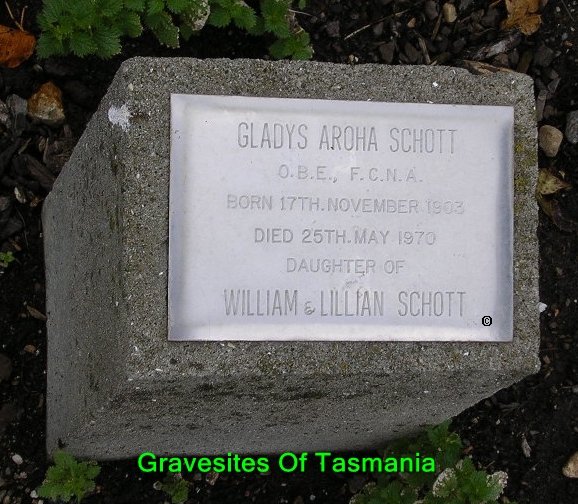 GLADYS AROHA SCHOTT
O.B.E., F.C.N.A.
BORN 17TH. NOVEMBER 1903
DIED 25TH. MAY 1970
DAUGHTER OF
WILLIAM & LILLIAN SCHOTT
©
Gravesites Of Tasmania